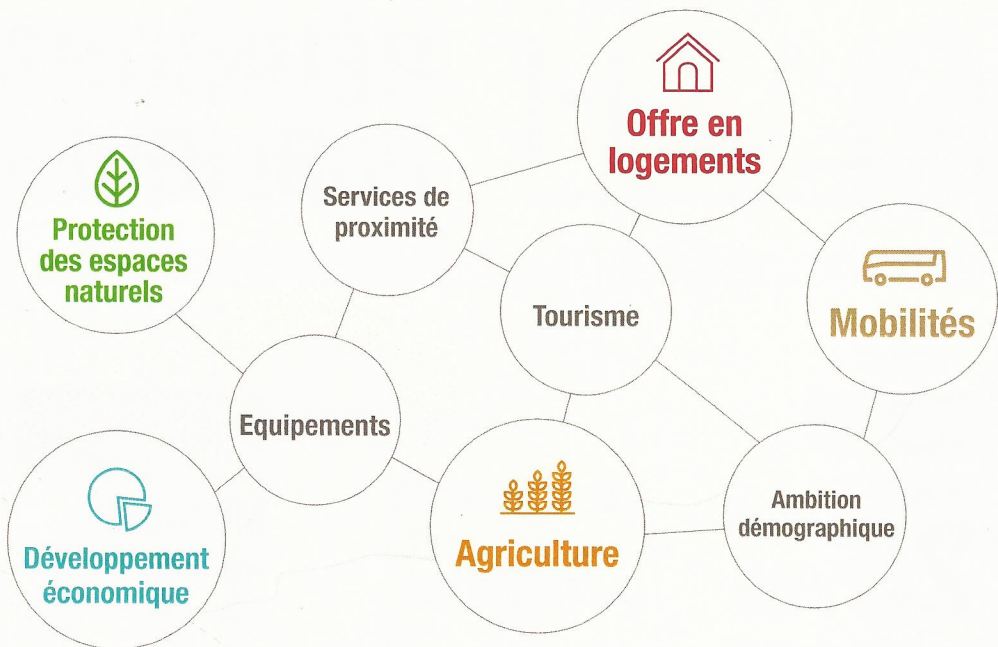 Offre en
logements
Services de
proximité
Protection
des espaces
naturels
Tourisme
Mobilités
Equipements
Agriculture
Ambition
démographique
Développement
économique